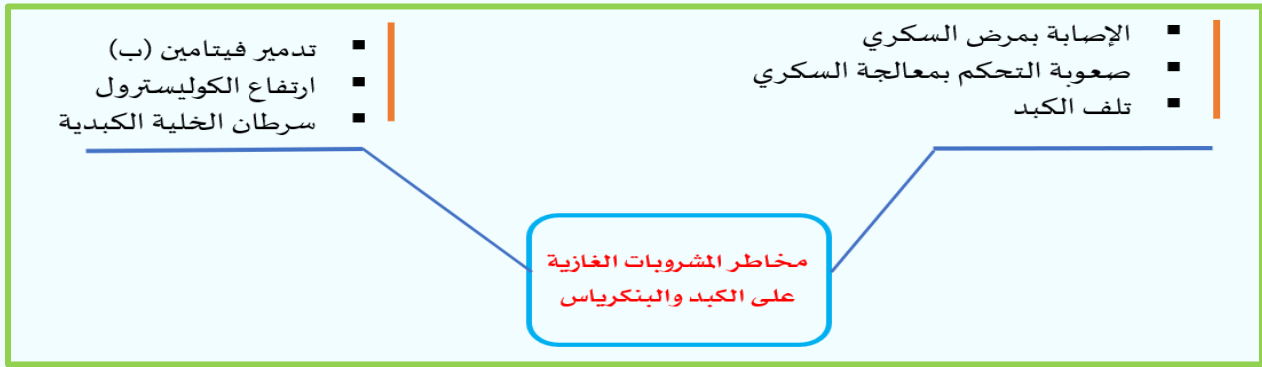 الإصابة بمرض السكري
صعوبة التحكم بمعالجة السكري
تلف الكبد
تدمير فيتامين (ب)
ارتفاع الكوليسترول
سرطان الخلية الكبدية
مخاطر المشروبات الغازية
على الكبد والبنكرياس